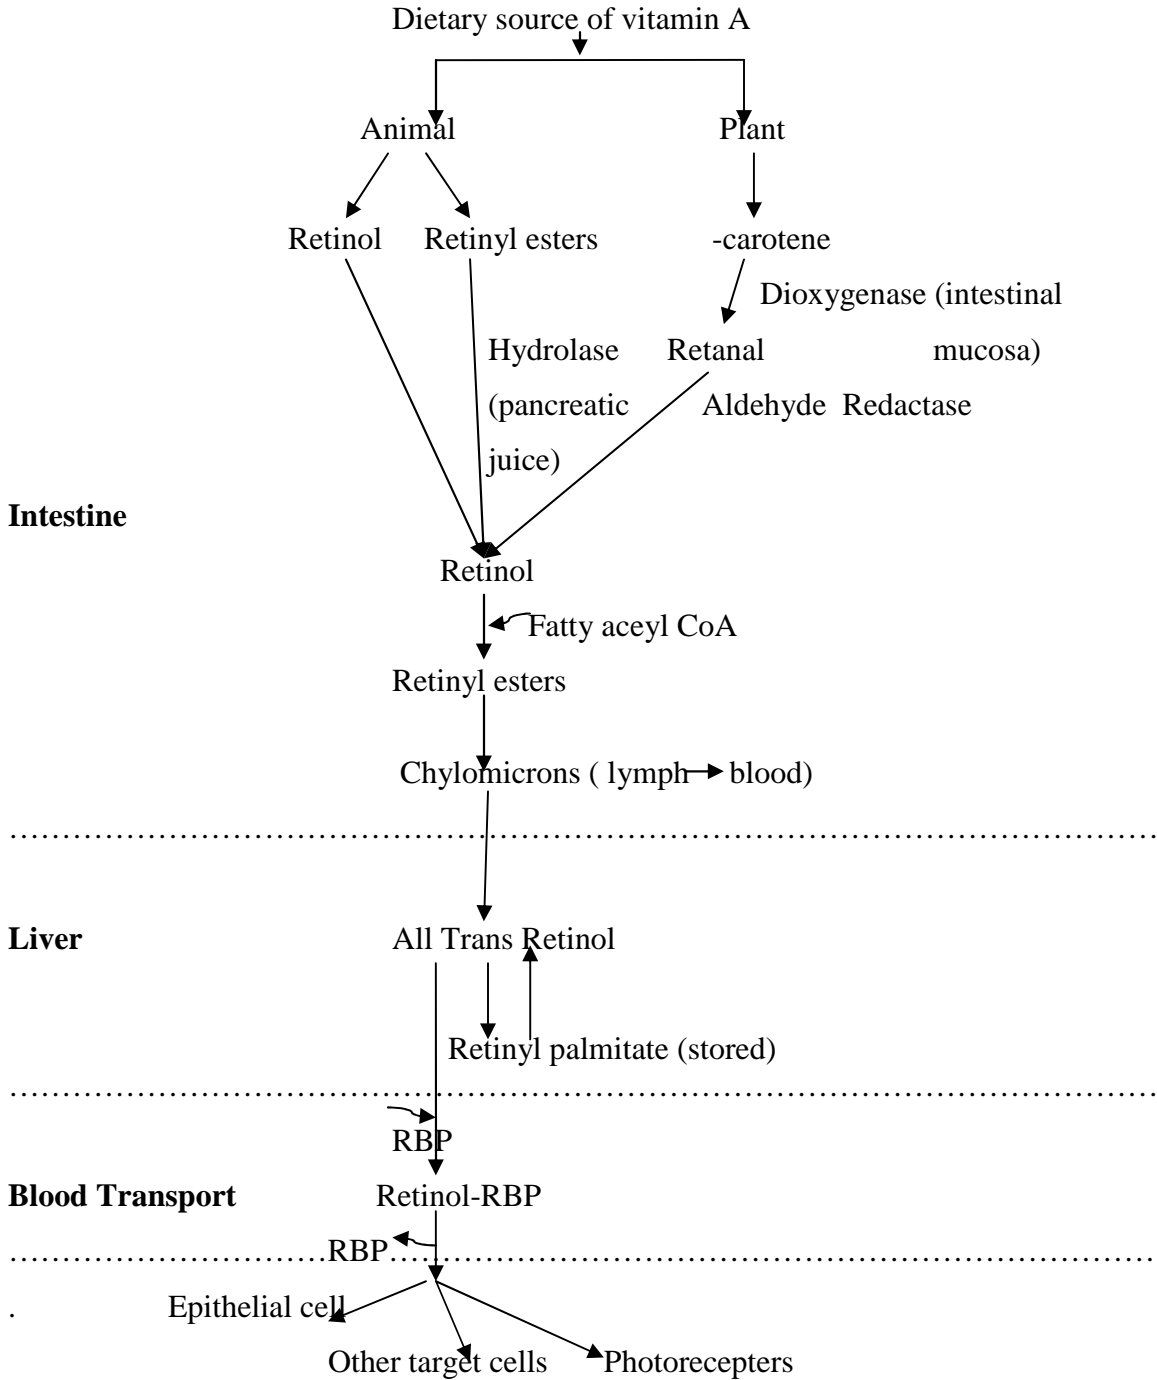 Dietary source of vitamin A
Animal Plant
Retinol Retinyl esters -carotene
Dioxygenase (intestinal
Hydrolase Retanal mucosa)
(pancreatic Aldehyde Redactase
juice)
Intestine
Retinol
Fatty aceyl CoA
Retinyl esters
Chylomicrons ( lymph blood)
……………………………………………………………………………………………………
Liver All Trans Retinol
Retinyl palmitate (stored)
……………………………………………………………………………………………………
RBP
Blood Transport Retinol-RBP
RBP
……………………………………………………………………………………………………
. Epithelial cell
Other target cells Photorecepters